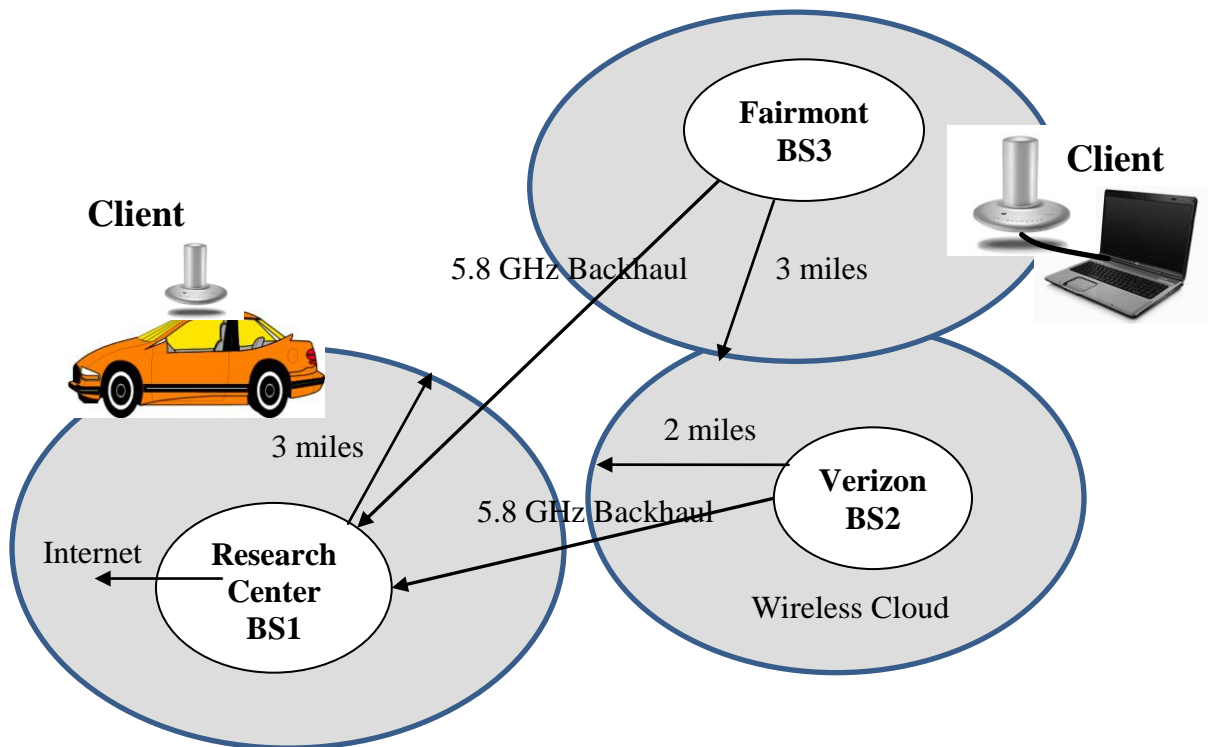 Fairmont
BS3
Client
Client
5.8 GHz Backhaul
3 miles
3 miles
2 miles
Verizon
BS2
5.8 GHz Backhaul
Internet
Research
Center
BS1
Wireless Cloud